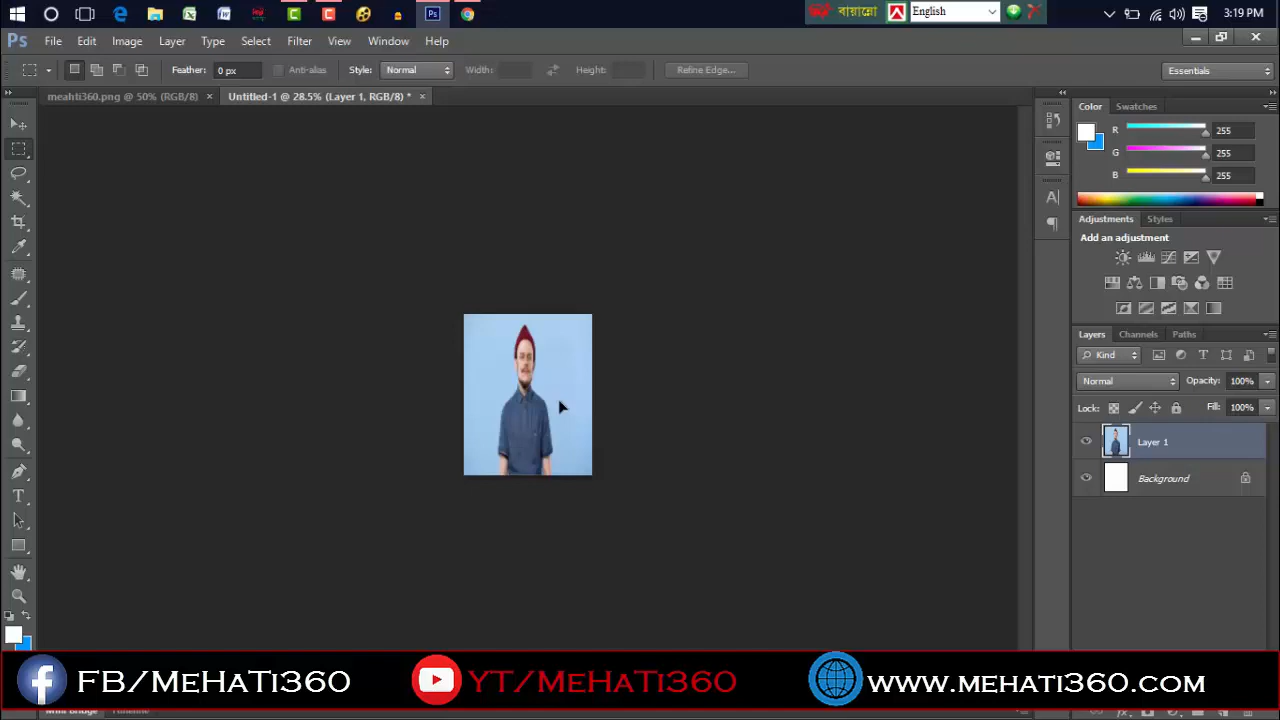 বায়ান্নো
English
3:19 PM
Ps
File Edit Image Layer Type Select Filter View Window Help
Feather: 0 px Anti-alias Style: Normal Width: Height: Refine Edge... Essentials
meahti360.png @ 50% (RGB/8) × Untitled-1 @ 28.5% (Layer 1, RGB/8) * ×
Color Swatches
R 255
G 255
B 255
Adjustments Styles
Add an adjustment
Layers Channels Paths
Kind
Normal Opacity: 100%
Lock: Fill: 100%
Layer 1
Background
FB/MeHaTi360
YT/MeHaTi360
www.mehati360.com
Mini Bridge Timeline